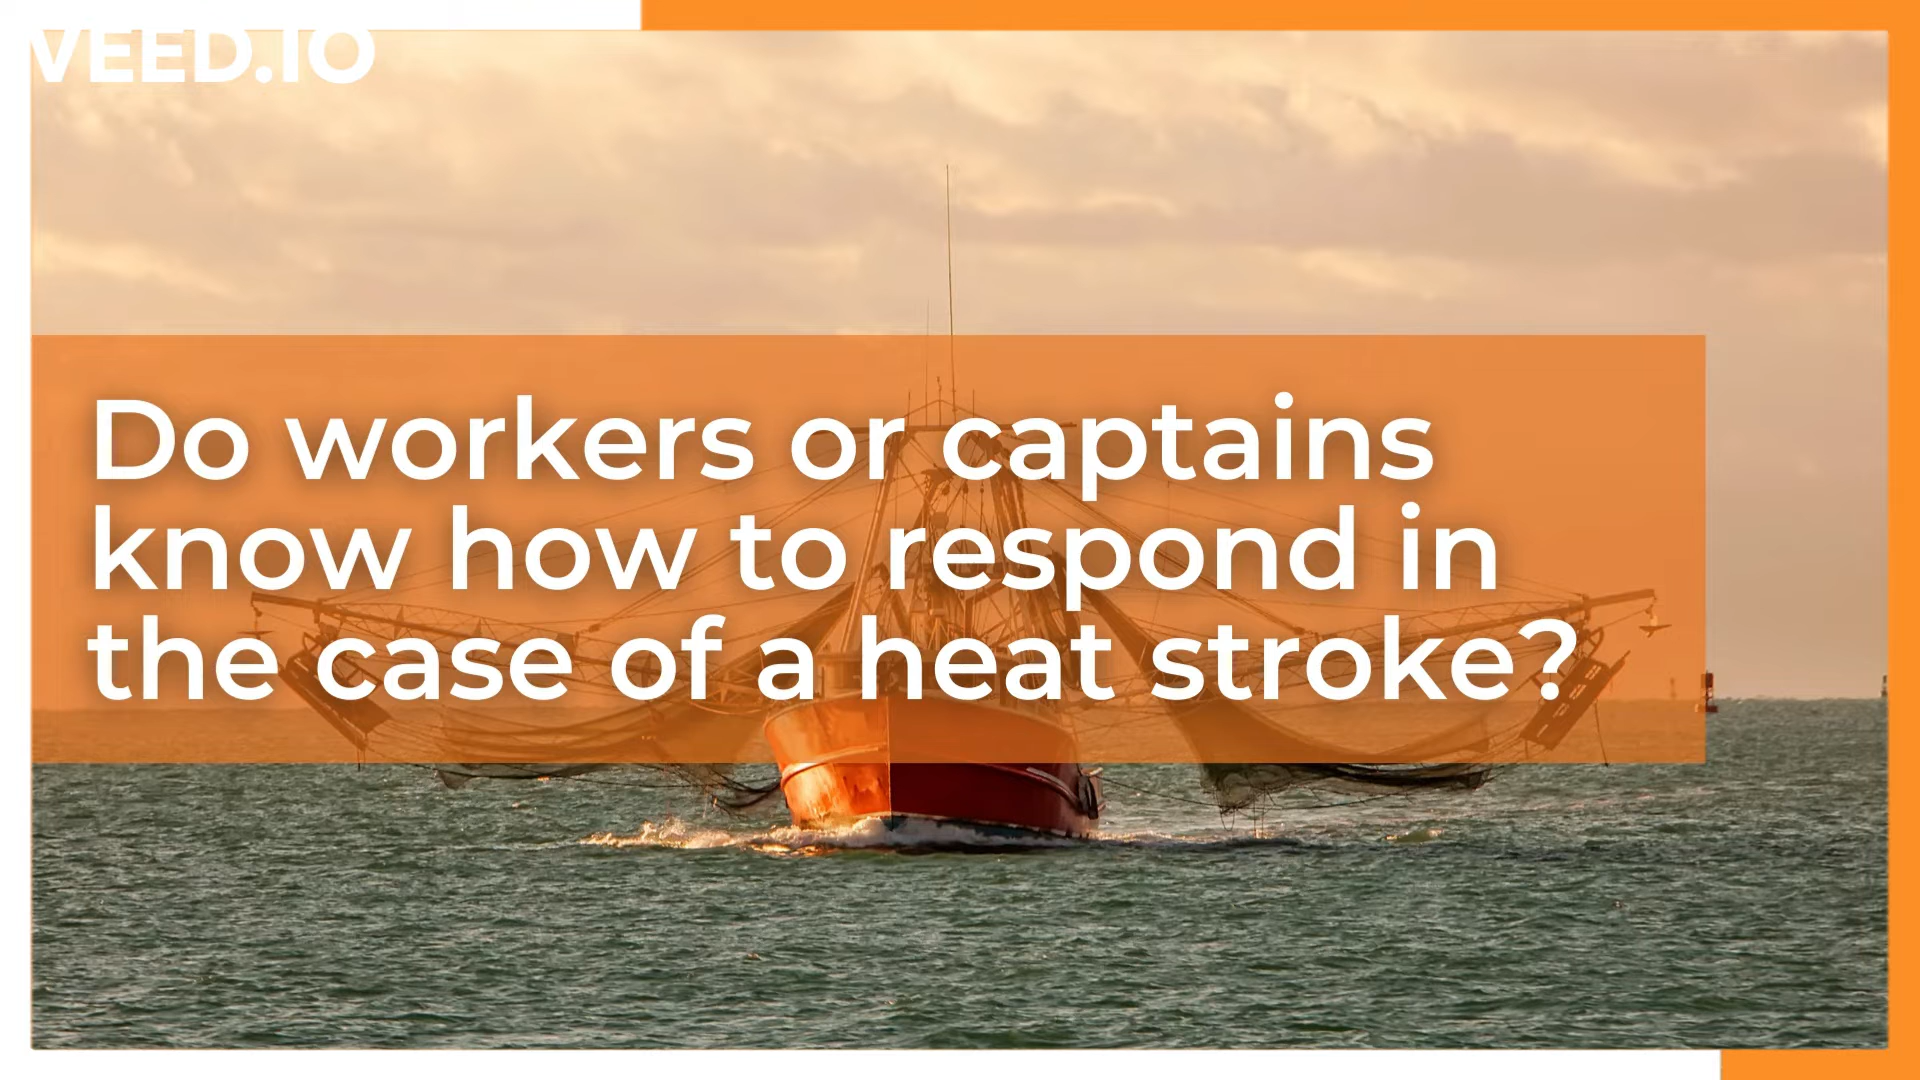 VEED.IO
Do workers or captains
know how to respond in
the case of a heat stroke?